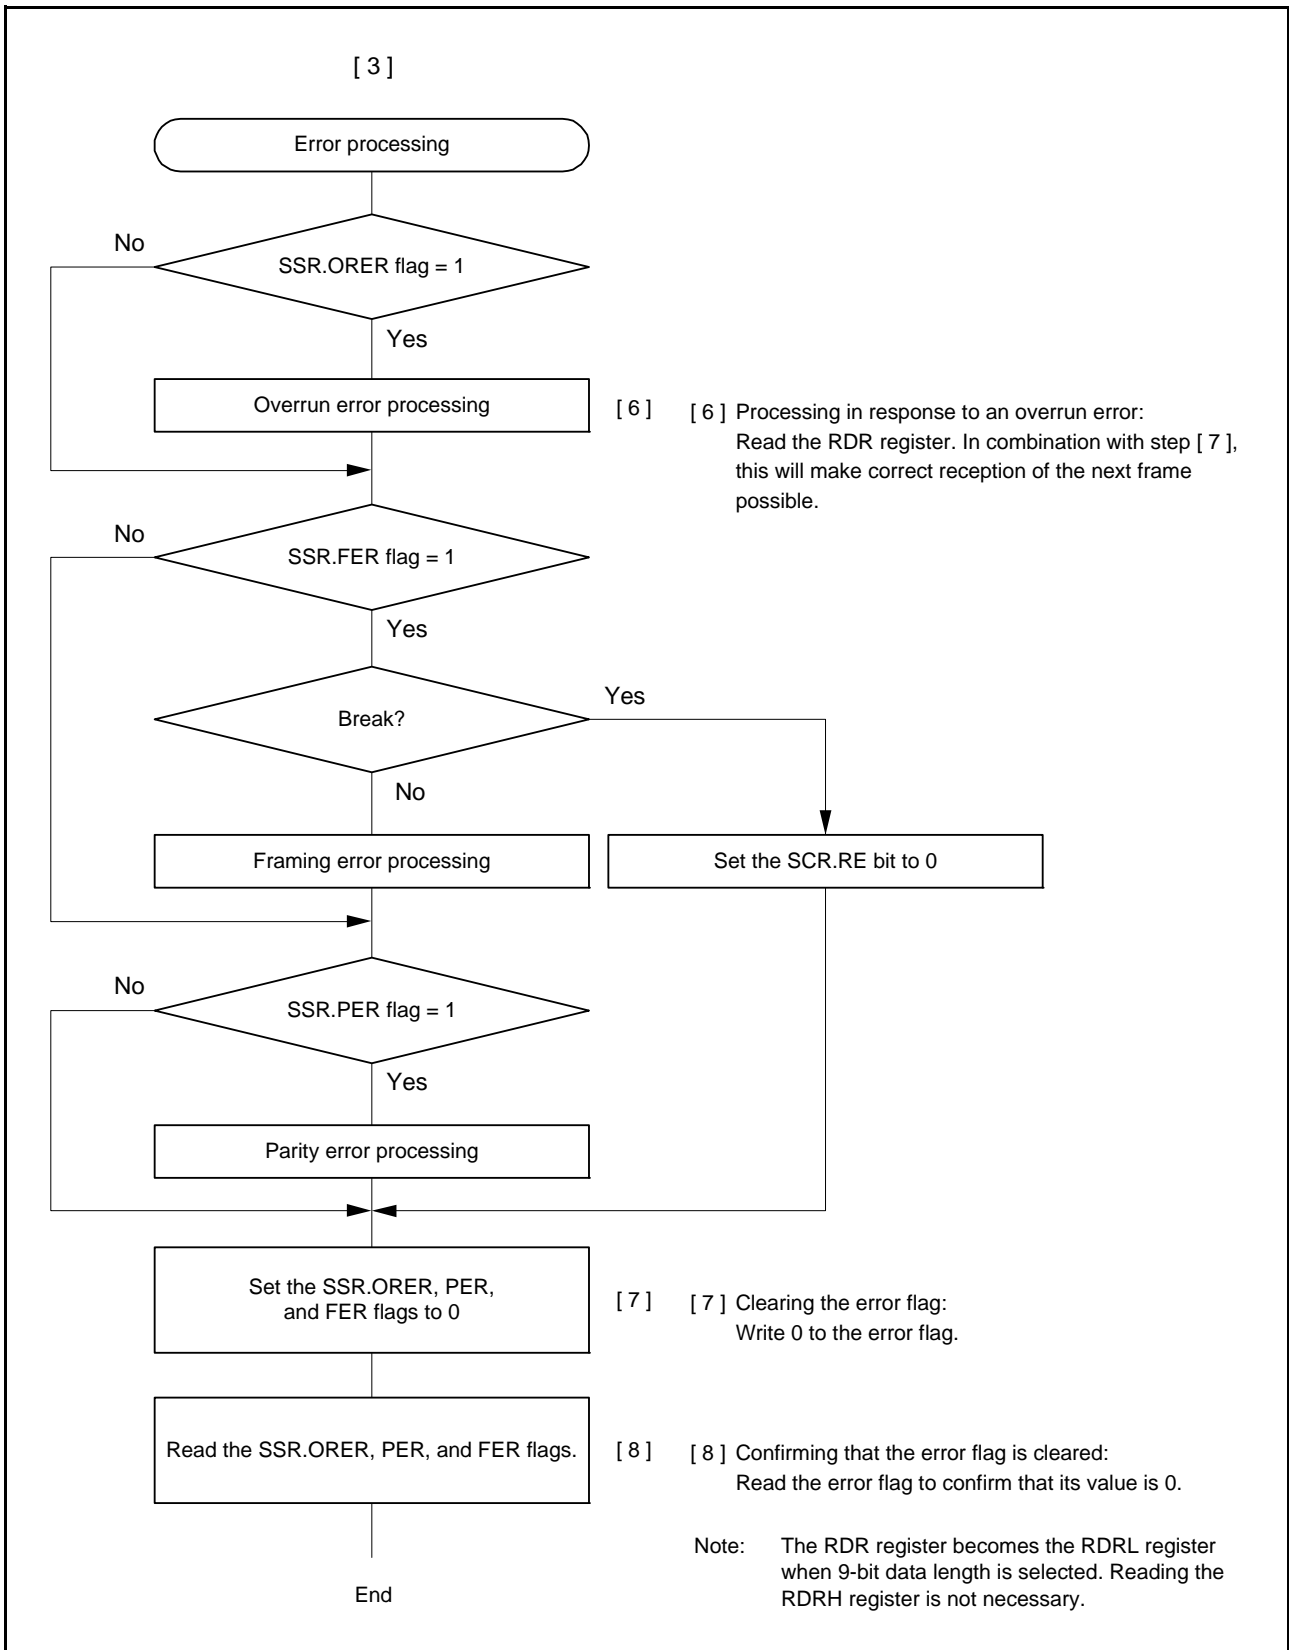 [ 3 ]
Error processing
No
SSR.ORER flag = 1
Yes
Overrun error processing
[ 6 ]
[ 6 ] Processing in response to an overrun error:
Read the RDR register. In combination with step [ 7 ],
this will make correct reception of the next frame
possible.
No
SSR.FER flag = 1
Yes
Break?
Yes
No
Framing error processing
Set the SCR.RE bit to 0
No
SSR.PER flag = 1
Yes
Parity error processing
Set the SSR.ORER, PER,
and FER flags to 0
[ 7 ]
[ 7 ] Clearing the error flag:
Write 0 to the error flag.
Read the SSR.ORER, PER, and FER flags.
[ 8 ]
[ 8 ] Confirming that the error flag is cleared:
Read the error flag to confirm that its value is 0.
Note: The RDR register becomes the RDRL register
when 9-bit data length is selected. Reading the
RDRH register is not necessary.
End